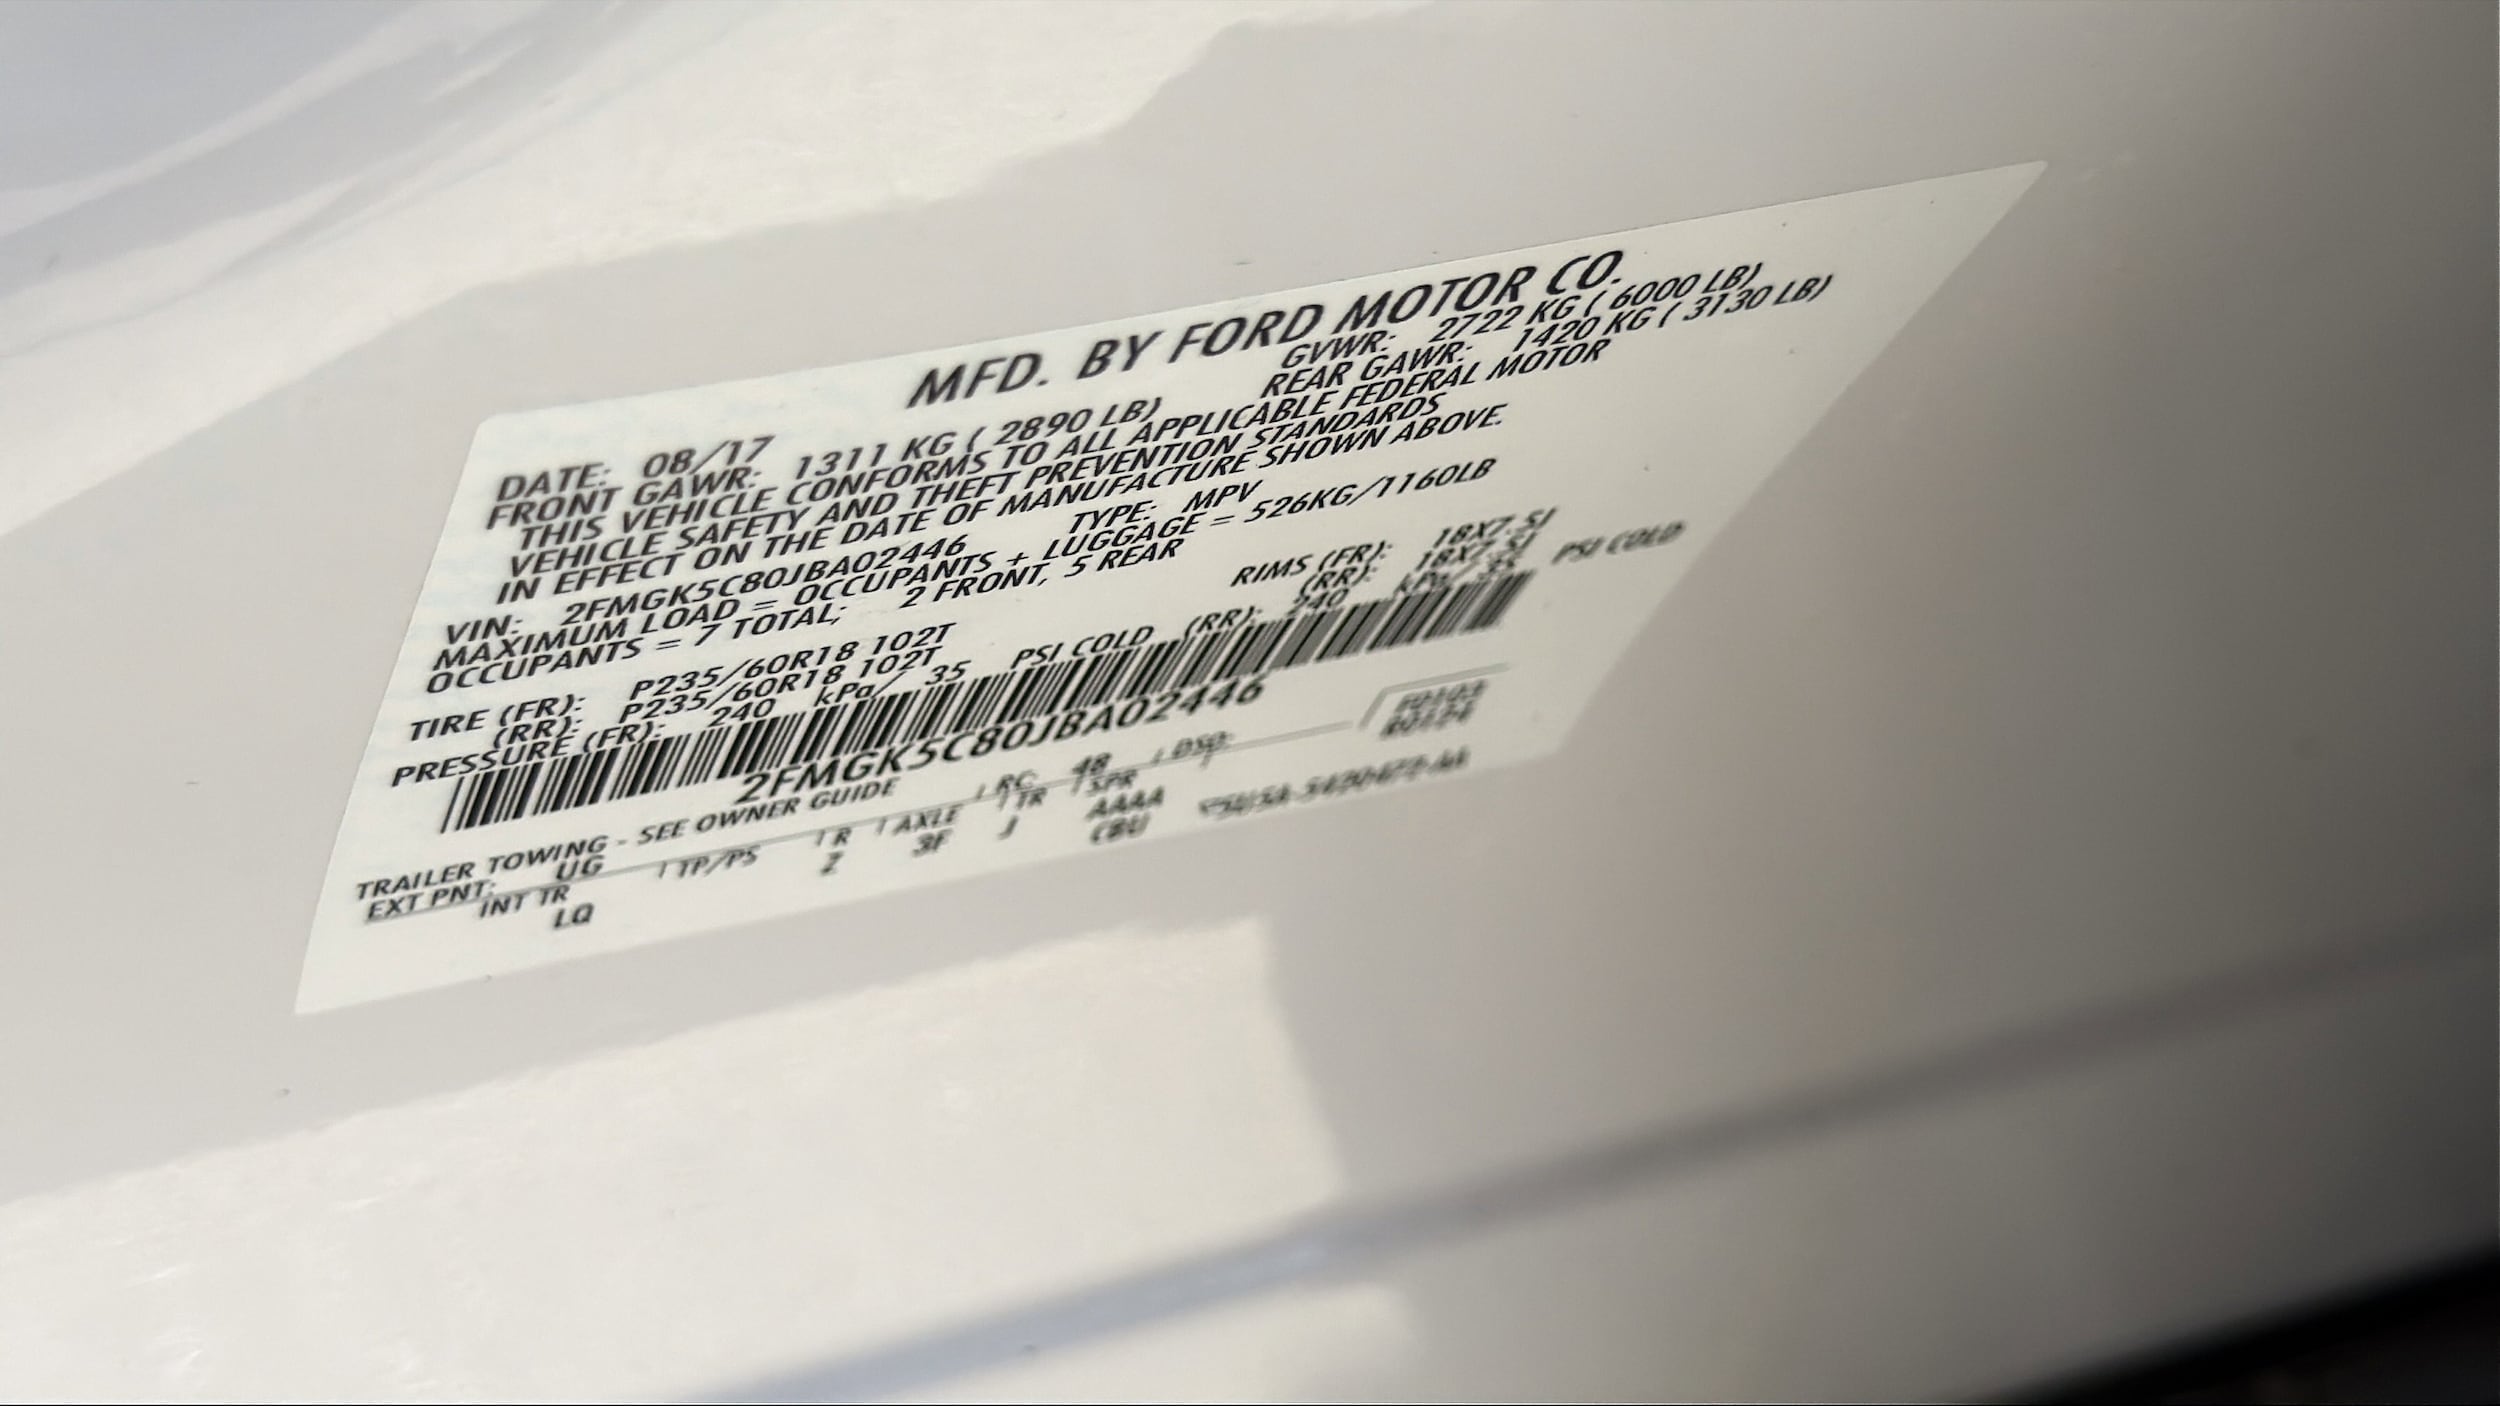 MFD. BY FORD MOTOR CO.
DATE: 08/17 GVWR: 2722 KG ( 6000 LB)
FRONT GAWR: 1311 KG ( 2890 LB) REAR GAWR: 1420 KG ( 3130 LB)
THIS VEHICLE CONFORMS TO ALL APPLICABLE FEDERAL MOTOR
VEHICLE SAFETY AND THEFT PREVENTION STANDARDS
IN EFFECT ON THE DATE OF MANUFACTURE SHOWN ABOVE.
VIN: 2FMGK5C80JBA02446 TYPE: MPV
MAXIMUM LOAD = OCCUPANTS + LUGGAGE = 526KG/1160LB
OCCUPANTS = 7 TOTAL; 2 FRONT, 5 REAR
TIRE (FR): P235/60R18 102T RIMS (FR): 18X7.5J
(RR): P235/60R18 102T (RR): 18X7.5J
PRESSURE (FR): 240 kPa/ 35 PSI COLD (RR): 240 kPa/ 35 PSI COLD
2FMGK5C80JBA02446
TRAILER TOWING - SEE OWNER GUIDE
EXT PNT: UG RC: 48 DSO:
INT TR TP/PS R AXLE TR SPR
LQ Z 3F J AAAA
CBU